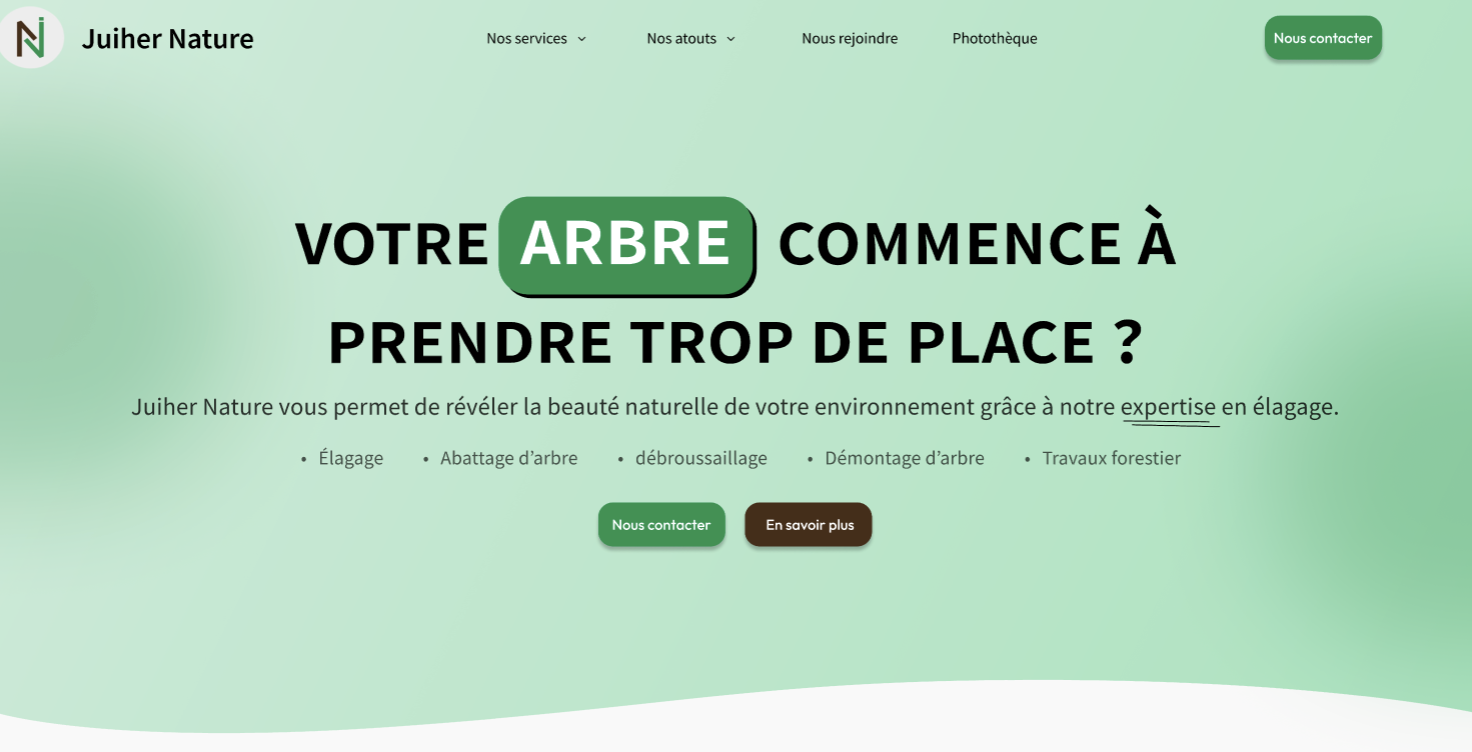 Juiher Nature
Nos services
Nos atouts
Nous rejoindre
Photothèque
Nous contacter
VOTRE ARBRE COMMENCE À
PRENDRE TROP DE PLACE ?
Juiher Nature vous permet de révéler la beauté naturelle de votre environnement grâce à notre expertise en élagage.
• Élagage • Abattage d’arbre • débroussaillage • Démontage d’arbre • Travaux forestier
Nous contacter
En savoir plus